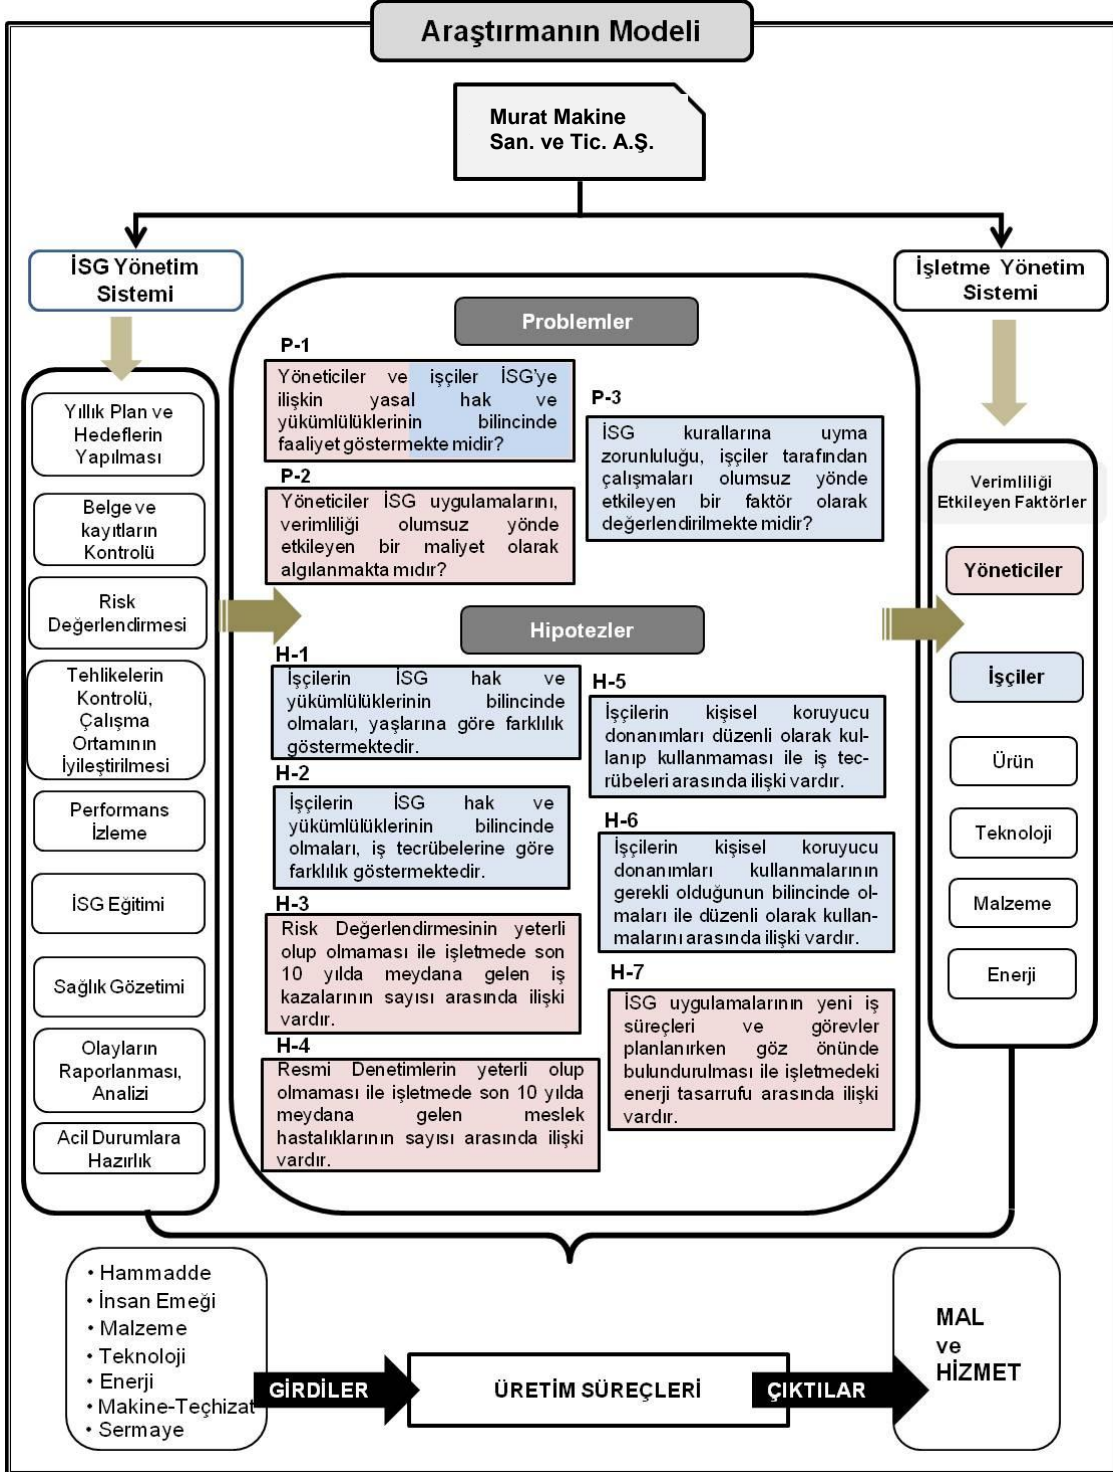 Araştırmanın Modeli
Murat Makine
San. ve Tic. A.Ş.
İSG Yönetim
Sistemi
İşletme Yönetim
Sistemi
Yıllık Plan ve
Hedeflerin
Yapılması
Belge ve
kayıtların
Kontrolü
Risk
Değerlendirmesi
Tehlikelerin
Kontrolü,
Çalışma
Ortamının
İyileştirilmesi
Performans
İzleme
İSG Eğitimi
Sağlık Gözetimi
Olayların
Raporlanması,
Analizi
Acil Durumlara
Hazırlık
Problemler
P-1
Yöneticiler ve işçiler İSG'ye
ilişkin yasal hak ve
yükümlülüklerinin bilincinde
faaliyet göstermekte midir?
P-2
Yöneticiler İSG uygulamalarını,
verimliliği olumsuz yönde
etkileyen bir maliyet olarak
algılanmakta mıdır?
P-3
İSG kurallarına uyma
zorunluluğu, işçiler tarafından
çalışmaları olumsuz yönde
etkileyen bir faktör olarak
değerlendirilmekte midir?
Hipotezler
H-1
İşçilerin İSG hak ve
yükümlülüklerinin bilincinde
olmaları, yaşlarına göre farklılık
göstermektedir.
H-2
İşçilerin İSG hak ve
yükümlülüklerinin bilincinde
olmaları, iş tecrübelerine göre
farklılık göstermektedir.
H-3
Risk Değerlendirmesinin yeterli
olup olmaması ile işletmede son
10 yılda meydana gelen iş
kazalarının sayısı arasında ilişki
vardır.
H-4
Resmi Denetimlerin yeterli olup
olmaması ile işletmede son 10 yılda
meydana gelen meslek
hastalıklarının sayısı arasında ilişki
vardır.
H-5
İşçilerin kişisel koruyucu
donanımları düzenli olarak kul-
lanıp kullanmaması ile iş tec-
rübeleri arasında ilişki vardır.
H-6
İşçilerin kişisel koruyucu
donanımları kullanmalarının
gerekli olduğunun bilincinde ol-
maları ile düzenli olarak kullan-
malarını arasında ilişki vardır.
H-7
İSG uygulamalarının yeni iş
süreçleri ve görevler
planlanırken göz önünde
bulundurulması ile işletmedeki
enerji tasarrufu arasında ilişki
vardır.
Verimliliği
Etkileyen Faktörler
Yöneticiler
İşçiler
Ürün
Teknoloji
Malzeme
Enerji
• Hammadde
• İnsan Emeği
• Malzeme
• Teknoloji
• Enerji
• Makine-Teçhizat
• Sermaye
GİRDİLER
ÜRETİM SÜREÇLERİ
ÇIKTILAR
MAL
ve
HİZMET